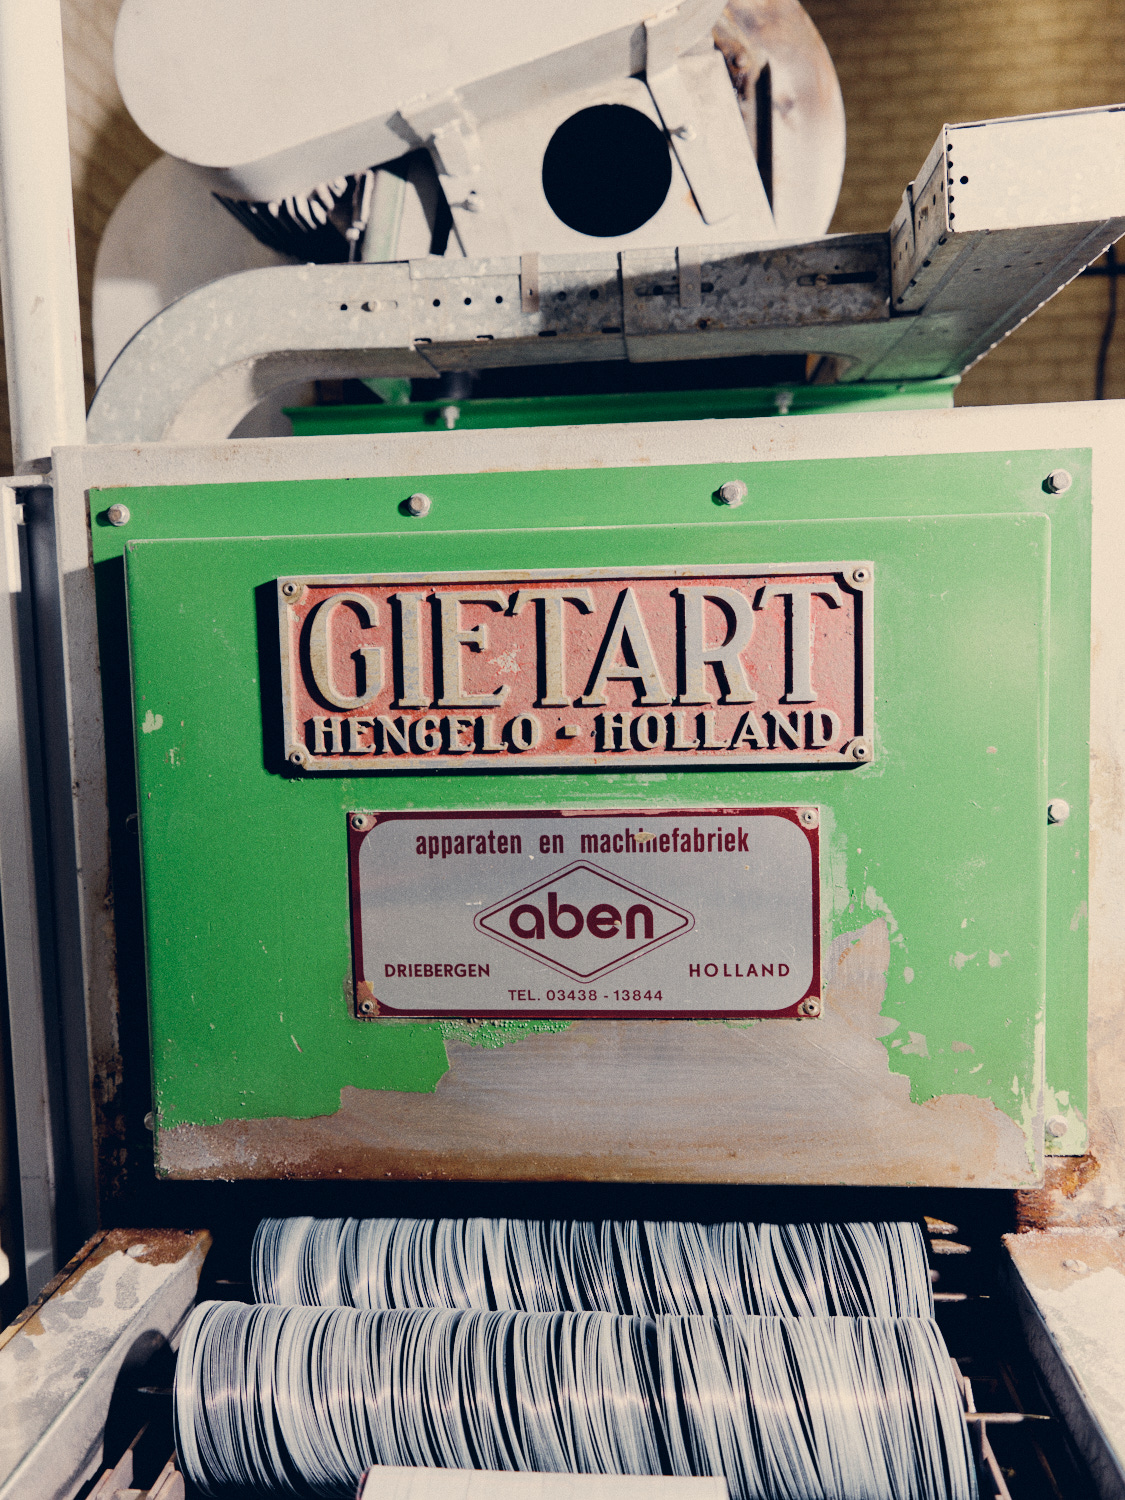 GIETART
HENGELO - HOLLAND
apparaten en machinefabriek
aben
DRIEBERGEN HOLLAND
TEL. 03438 - 13844